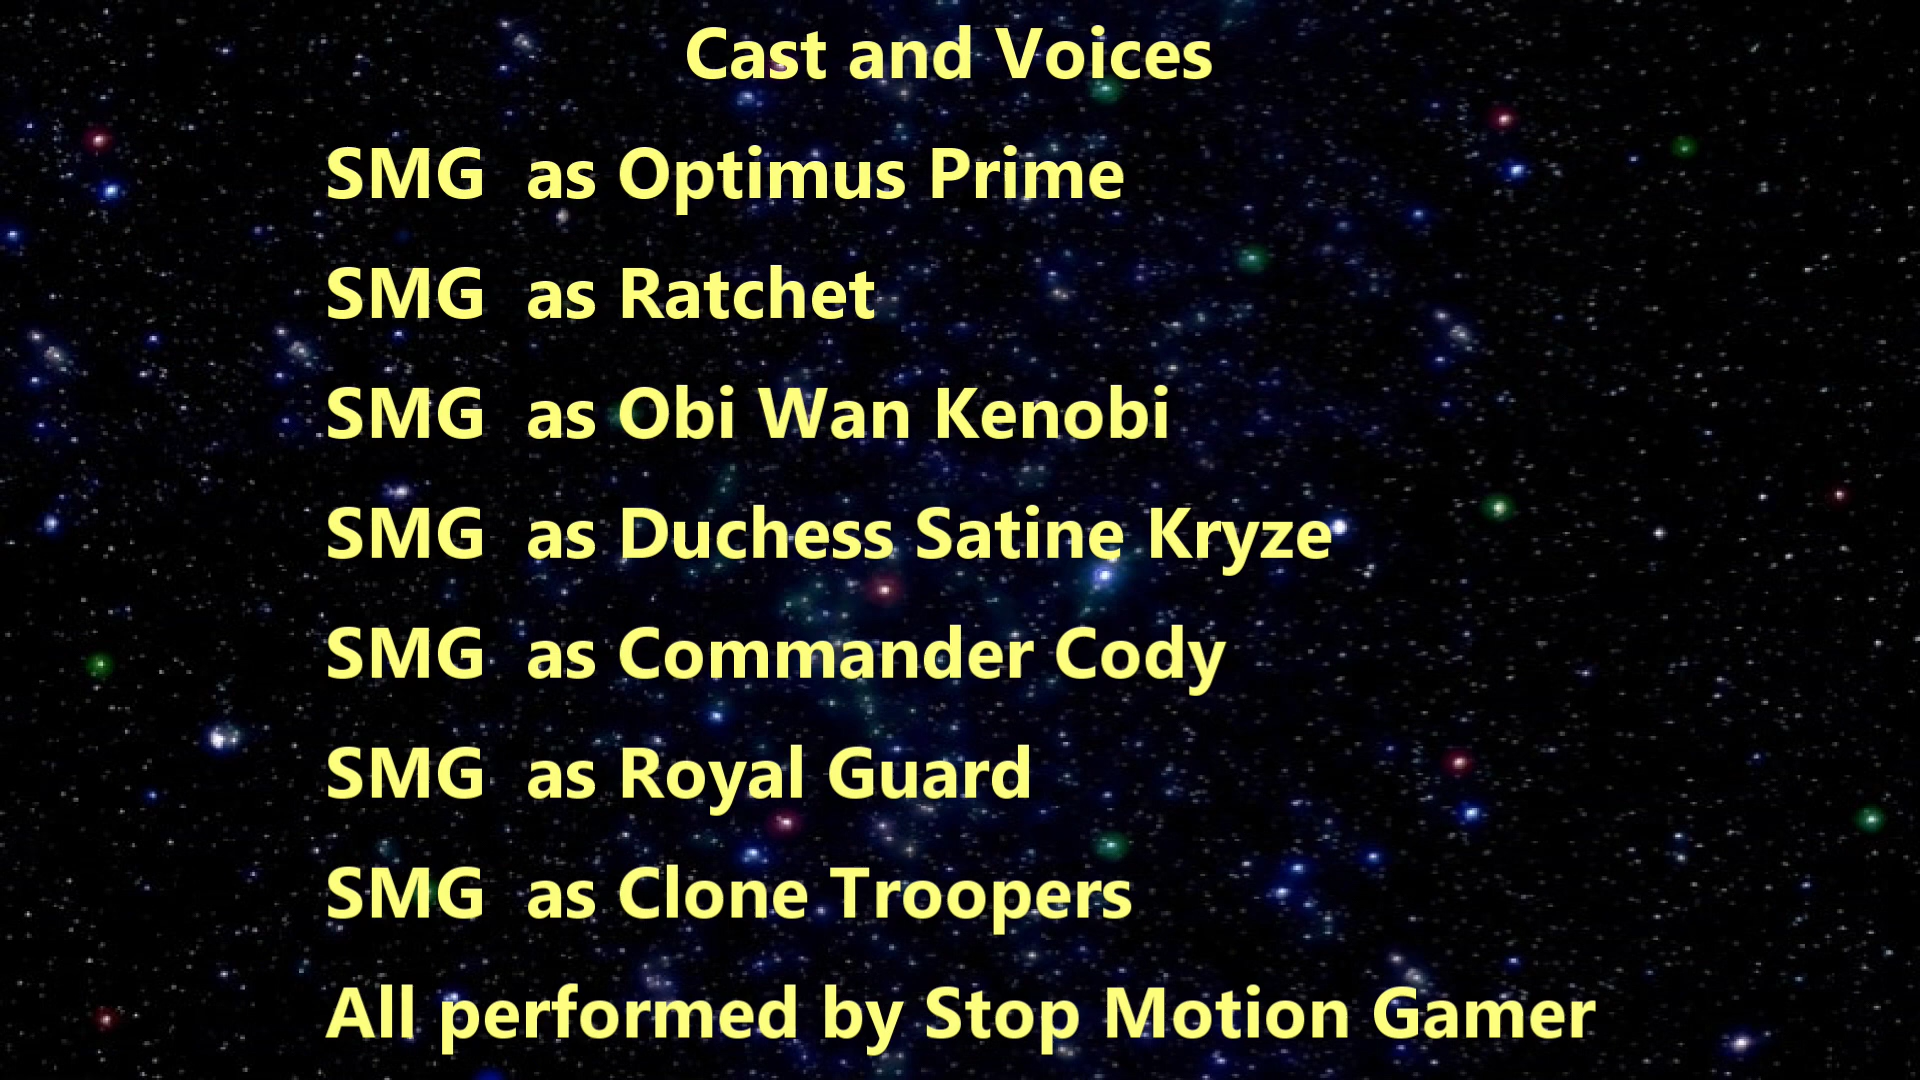 Cast and Voices
SMG  as Optimus Prime
SMG  as Ratchet
SMG  as Obi Wan Kenobi
SMG  as Duchess Satine Kryze
SMG  as Commander Cody
SMG  as Royal Guard
SMG  as Clone Troopers
All performed by Stop Motion Gamer